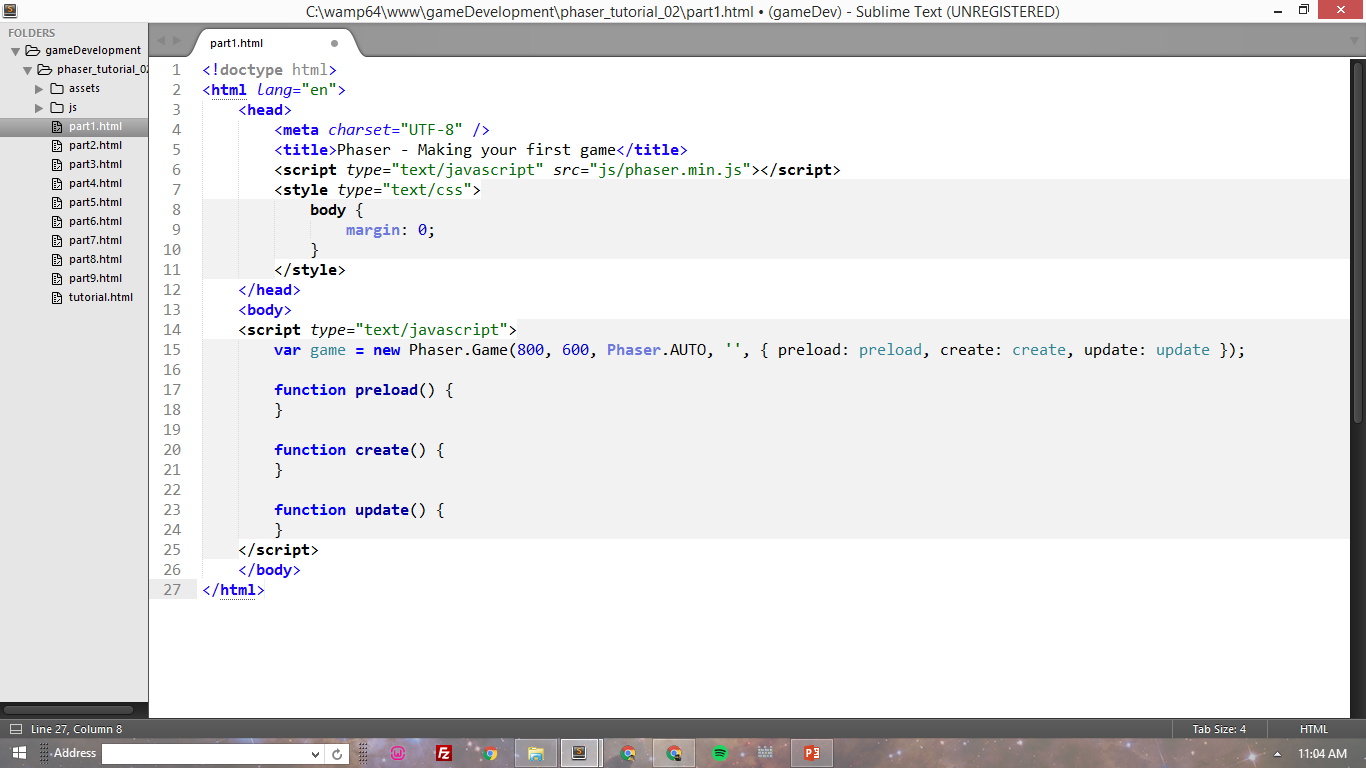 C:\wamp64\www\gameDevelopment\phaser_tutorial_02\part1.html • (gameDev) - Sublime Text (UNREGISTERED)
FOLDERS
gameDevelopment
phaser_tutorial_02
assets
js
part1.html
part2.html
part3.html
part4.html
part5.html
part6.html
part7.html
part8.html
part9.html
tutorial.html
part1.html
1 <!doctype html>
2 <html lang="en">
3 <head>
4 <meta charset="UTF-8" />
5 <title>Phaser - Making your first game</title>
6 <script type="text/javascript" src="js/phaser.min.js"></script>
7 <style type="text/css">
8 body {
9 margin: 0;
10 }
11 </style>
12 </head>
13 <body>
14 <script type="text/javascript">
15 var game = new Phaser.Game(800, 600, Phaser.AUTO, '', { preload: preload, create: create, update: update });
16
17 function preload() {
18 }
19
20 function create() {
21 }
22
23 function update() {
24 }
25 </script>
26 </body>
27 </html>
Line 27, Column 8
Tab Size: 4
HTML
Address
11:04 AM